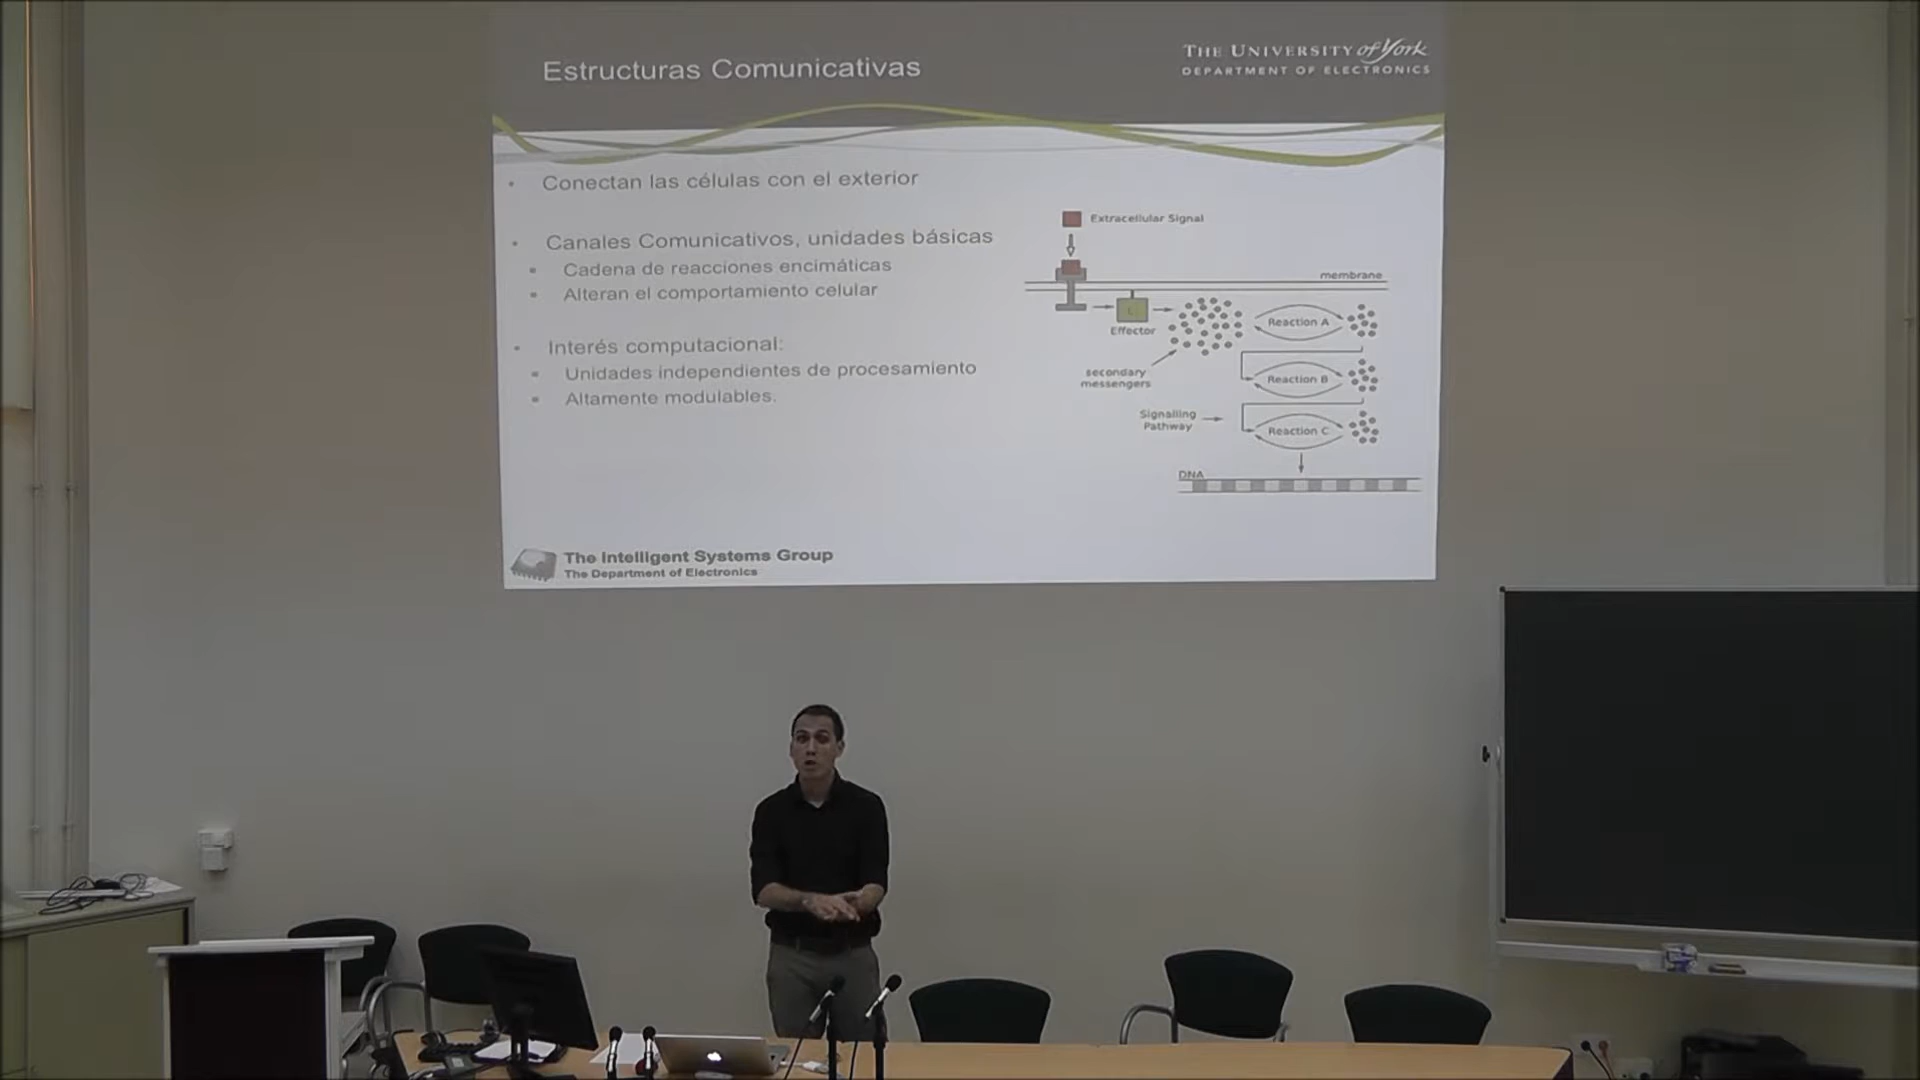 Estructuras Comunicativas
THE UNIVERSITY of York
DEPARTMENT OF ELECTRONICS
• Conectan las células con el exterior
• Canales Comunicativos, unidades básicas
Cadena de reacciones encimáticas
Alteran el comportamiento celular
• Interés computacional:
Unidades independientes de procesamiento
Altamente modulables.
Extracellular Signal
membrane
Effector
secondary
messengers
Reaction A
Reaction B
Signalling
Pathway
Reaction C
DNA
The Intelligent Systems Group
The Department of Electronics